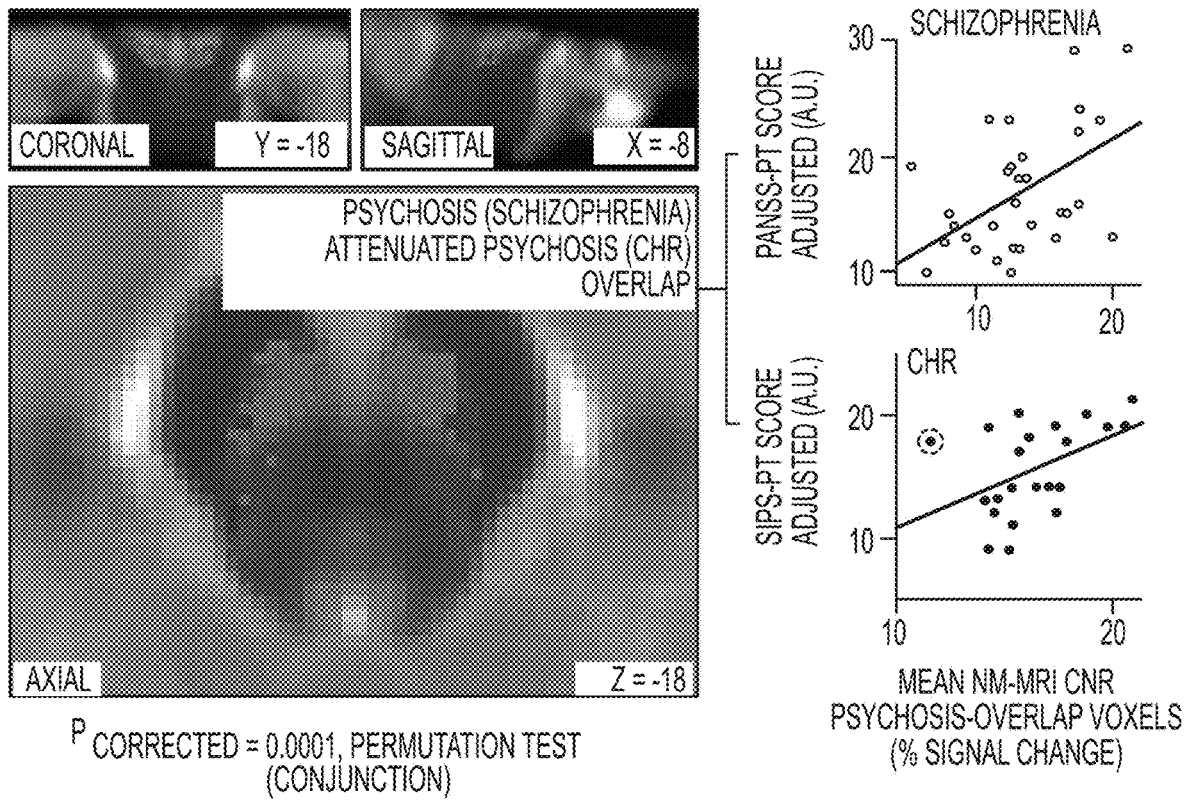 CORONAL
Y = -18
SAGITTAL
X = -8
PSYCHOSIS (SCHIZOPHRENIA)
ATTENUATED PSYCHOSIS (CHR)
OVERLAP
AXIAL
Z = -18
P CORRECTED = 0.0001, PERMUTATION TEST
(CONJUNCTION)
SCHIZOPHRENIA
PANSS-PT SCORE
ADJUSTED (A.U.)
30
20
10
10
20
CHR
SIPS-PT SCORE
ADJUSTED (A.U.)
20
10
10
20
MEAN NM-MRI CNR
PSYCHOSIS-OVERLAP VOXELS
(% SIGNAL CHANGE)